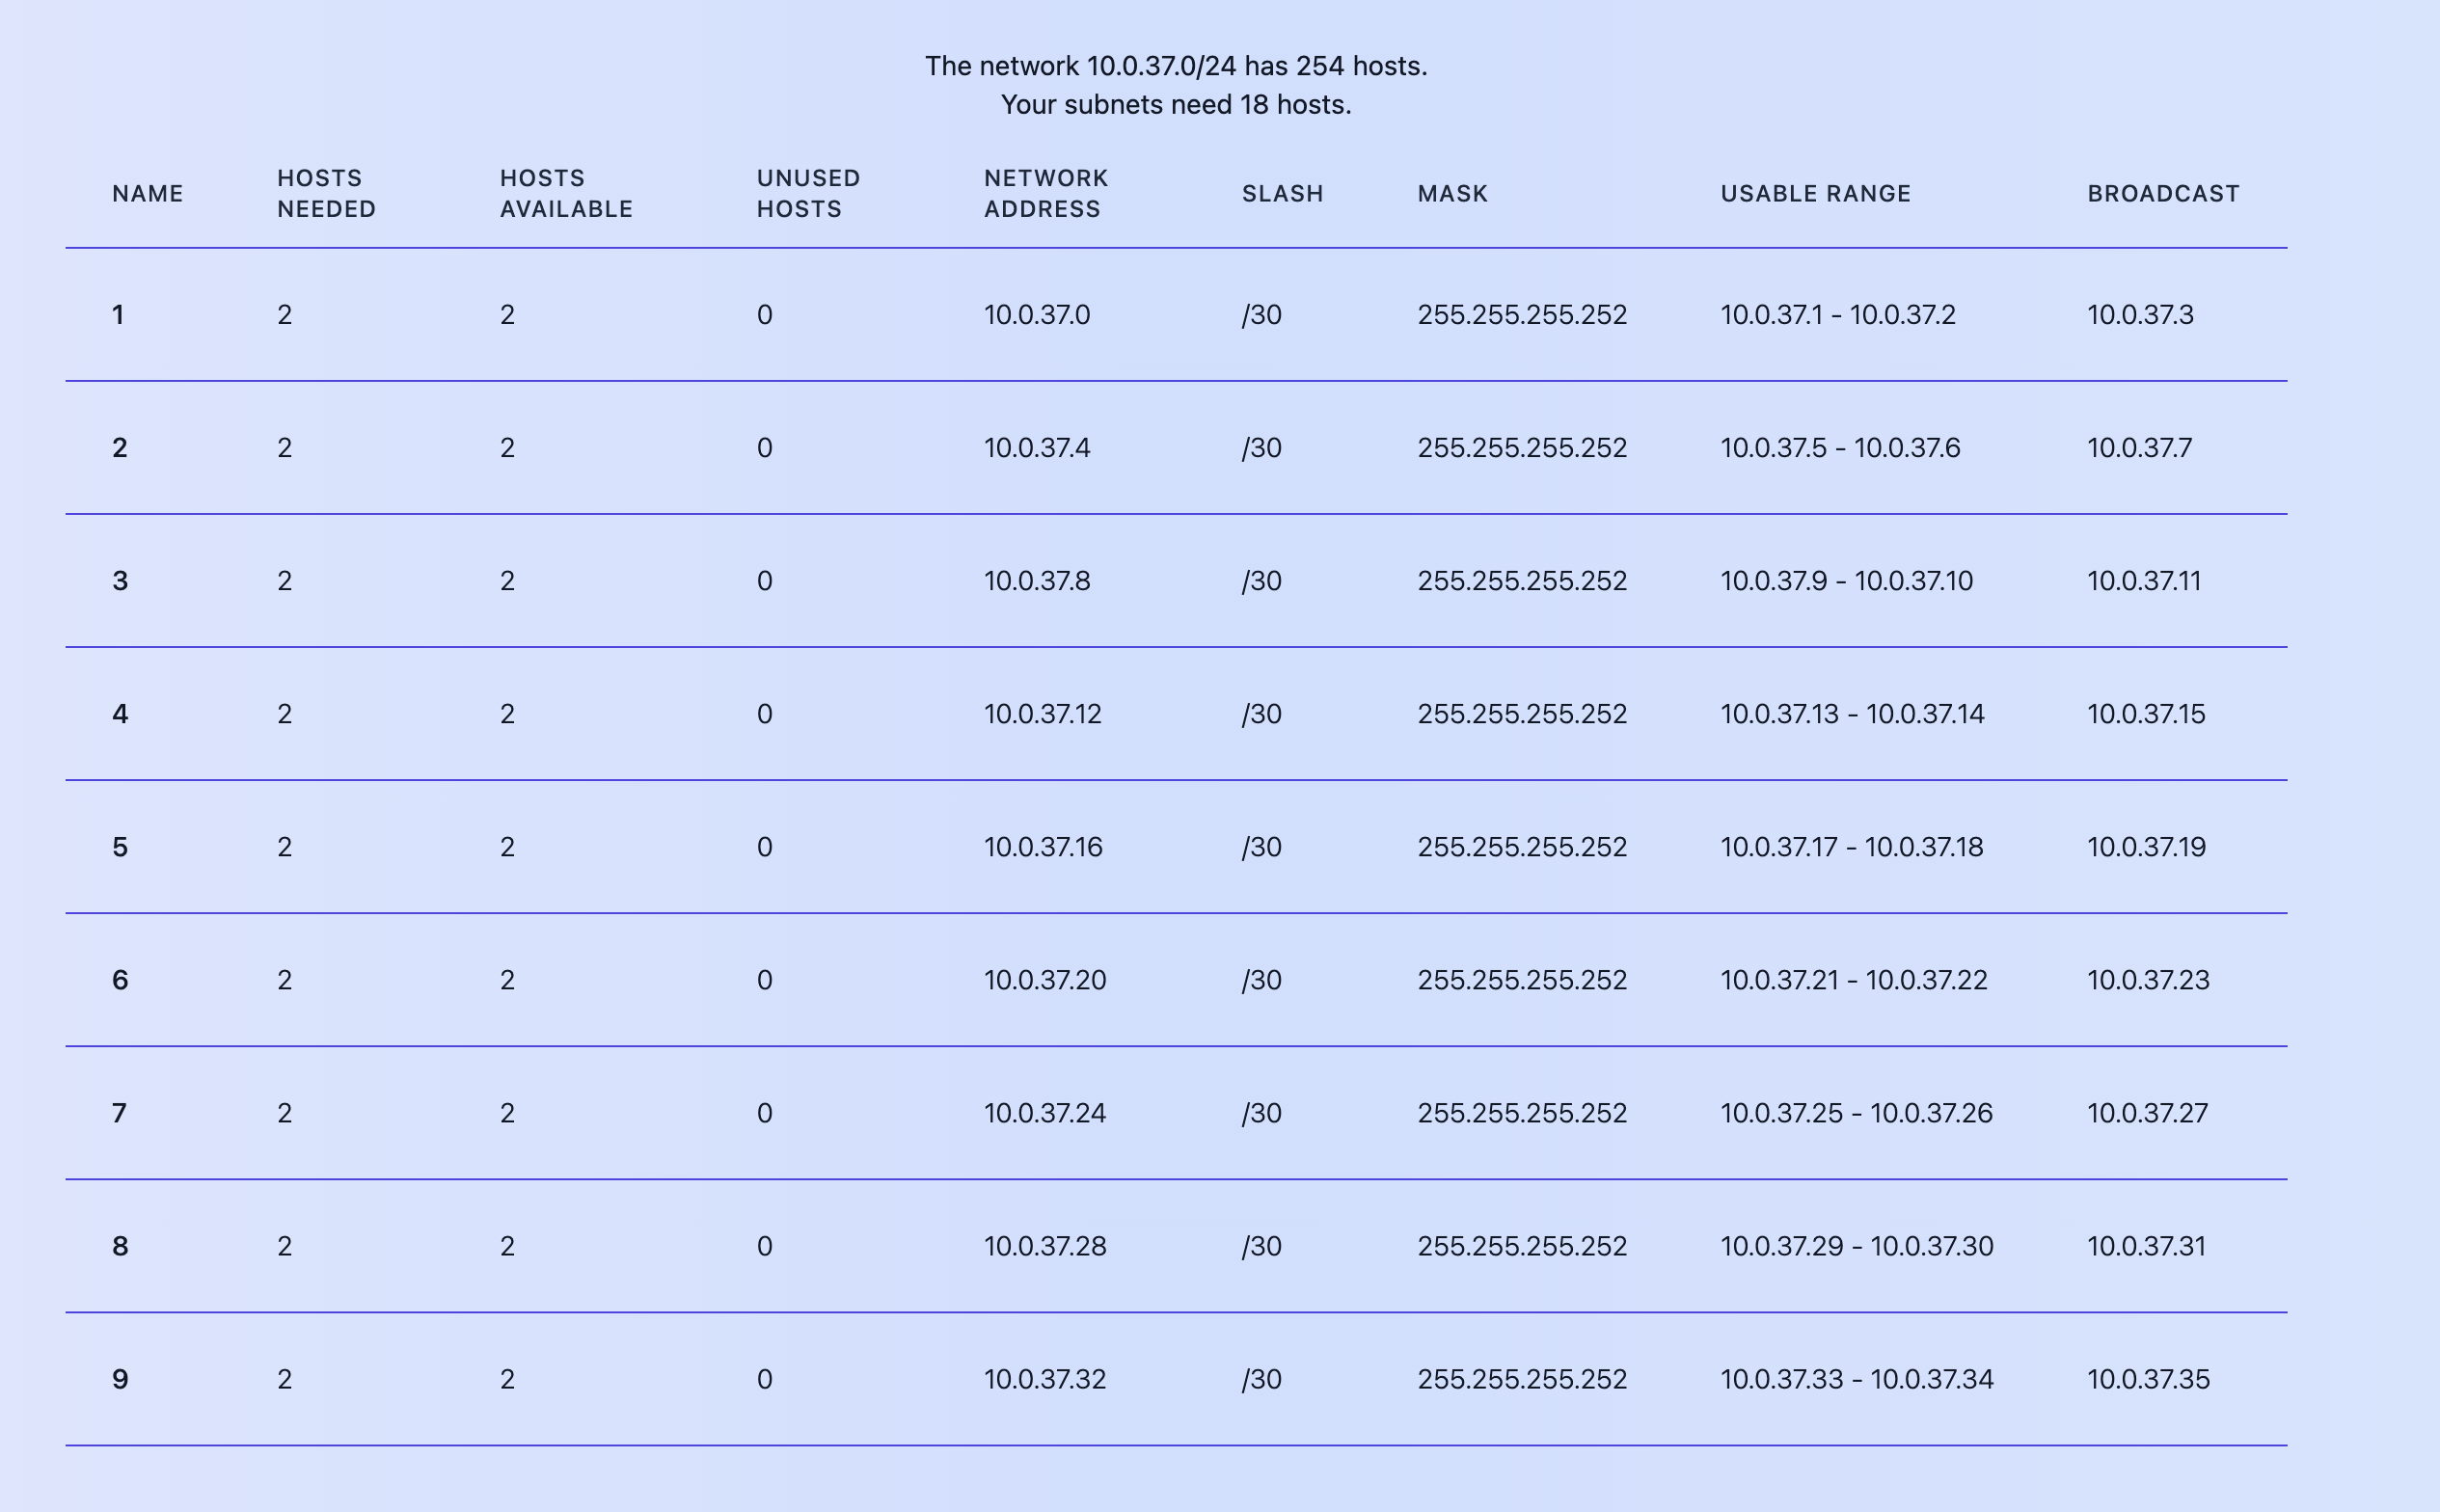 The network 10.0.37.0/24 has 254 hosts.
Your subnets need 18 hosts.
NAME HOSTS NEEDED HOSTS AVAILABLE UNUSED HOSTS NETWORK ADDRESS SLASH MASK USABLE RANGE BROADCAST
1 2 2 0 10.0.37.0 /30 255.255.255.252 10.0.37.1 - 10.0.37.2 10.0.37.3
2 2 2 0 10.0.37.4 /30 255.255.255.252 10.0.37.5 - 10.0.37.6 10.0.37.7
3 2 2 0 10.0.37.8 /30 255.255.255.252 10.0.37.9 - 10.0.37.10 10.0.37.11
4 2 2 0 10.0.37.12 /30 255.255.255.252 10.0.37.13 - 10.0.37.14 10.0.37.15
5 2 2 0 10.0.37.16 /30 255.255.255.252 10.0.37.17 - 10.0.37.18 10.0.37.19
6 2 2 0 10.0.37.20 /30 255.255.255.252 10.0.37.21 - 10.0.37.22 10.0.37.23
7 2 2 0 10.0.37.24 /30 255.255.255.252 10.0.37.25 - 10.0.37.26 10.0.37.27
8 2 2 0 10.0.37.28 /30 255.255.255.252 10.0.37.29 - 10.0.37.30 10.0.37.31
9 2 2 0 10.0.37.32 /30 255.255.255.252 10.0.37.33 - 10.0.37.34 10.0.37.35